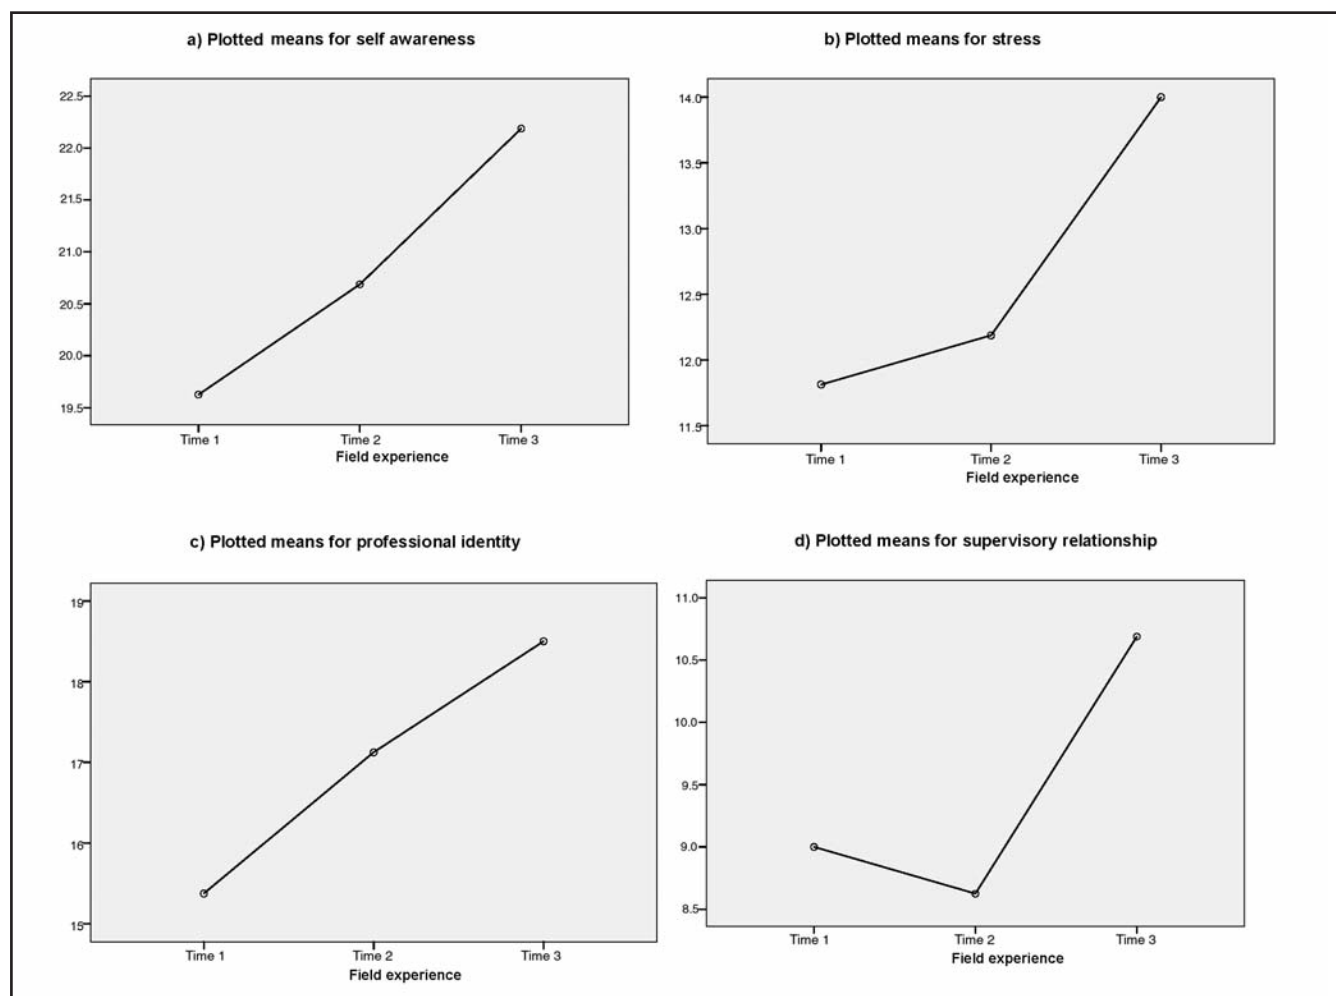 a) Plotted means for self awareness
22.5
22.0
21.5
21.0
20.5
20.0
19.5
Time 1 Time 2 Time 3
Field experience
b) Plotted means for stress
14.0
13.5
13.0
12.5
12.0
11.5
Time 1 Time 2 Time 3
Field experience
c) Plotted means for professional identity
19
18
17
16
15
Time 1 Time 2 Time 3
Field experience
d) Plotted means for supervisory relationship
11.0
10.5
10.0
9.5
9.0
8.5
Time 1 Time 2 Time 3
Field experience